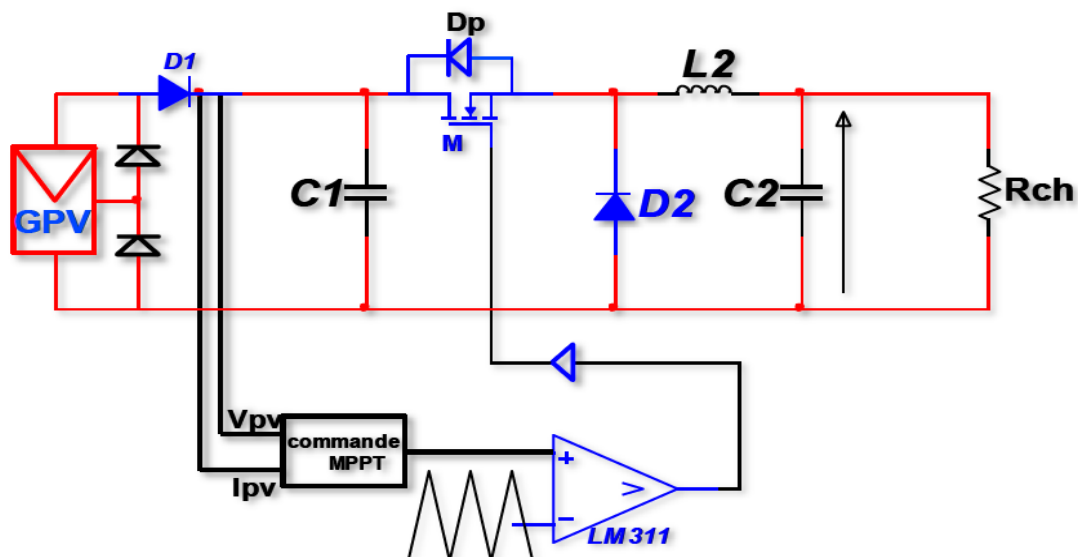 Dp
D1
L2
M
GPV
C1
D2
C2
Rch
Vpv
commande
MPPT
Ipv
+
−
>
LM311